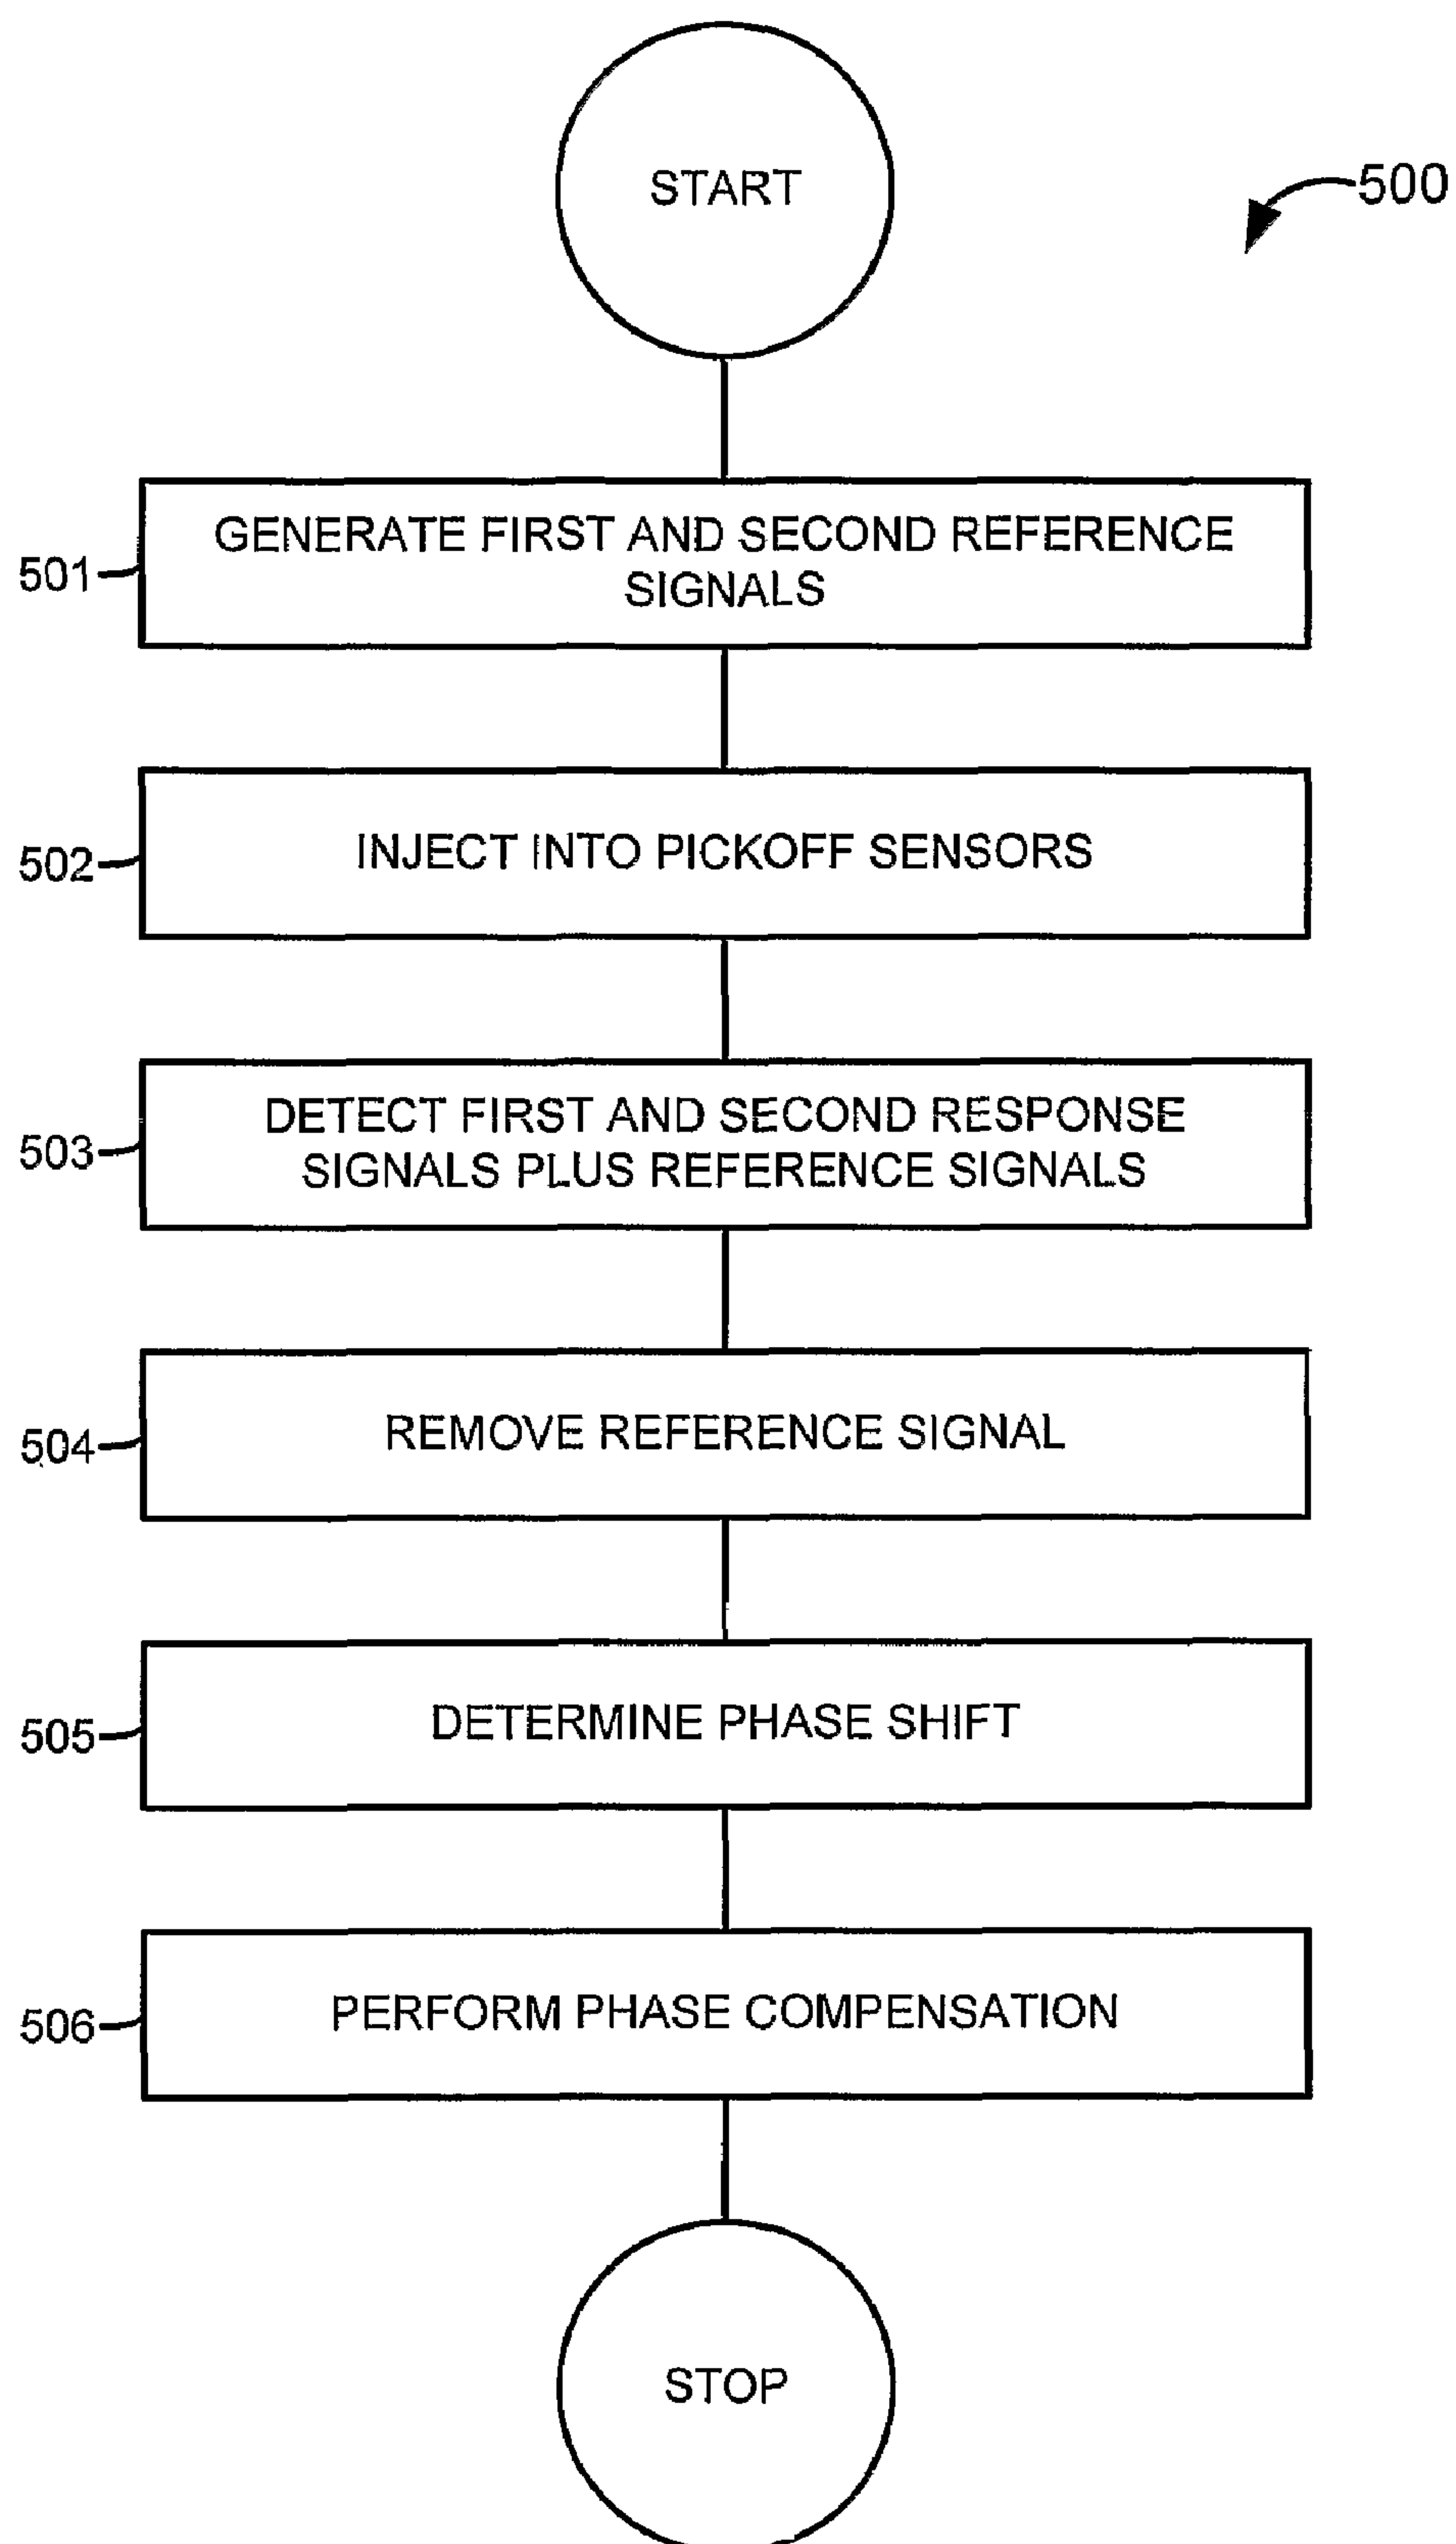 START
500
GENERATE FIRST AND SECOND REFERENCE
SIGNALS
501
INJECT INTO PICKOFF SENSORS
502
DETECT FIRST AND SECOND RESPONSE
SIGNALS PLUS REFERENCE SIGNALS
503
REMOVE REFERENCE SIGNAL
504
DETERMINE PHASE SHIFT
505
PERFORM PHASE COMPENSATION
506
STOP